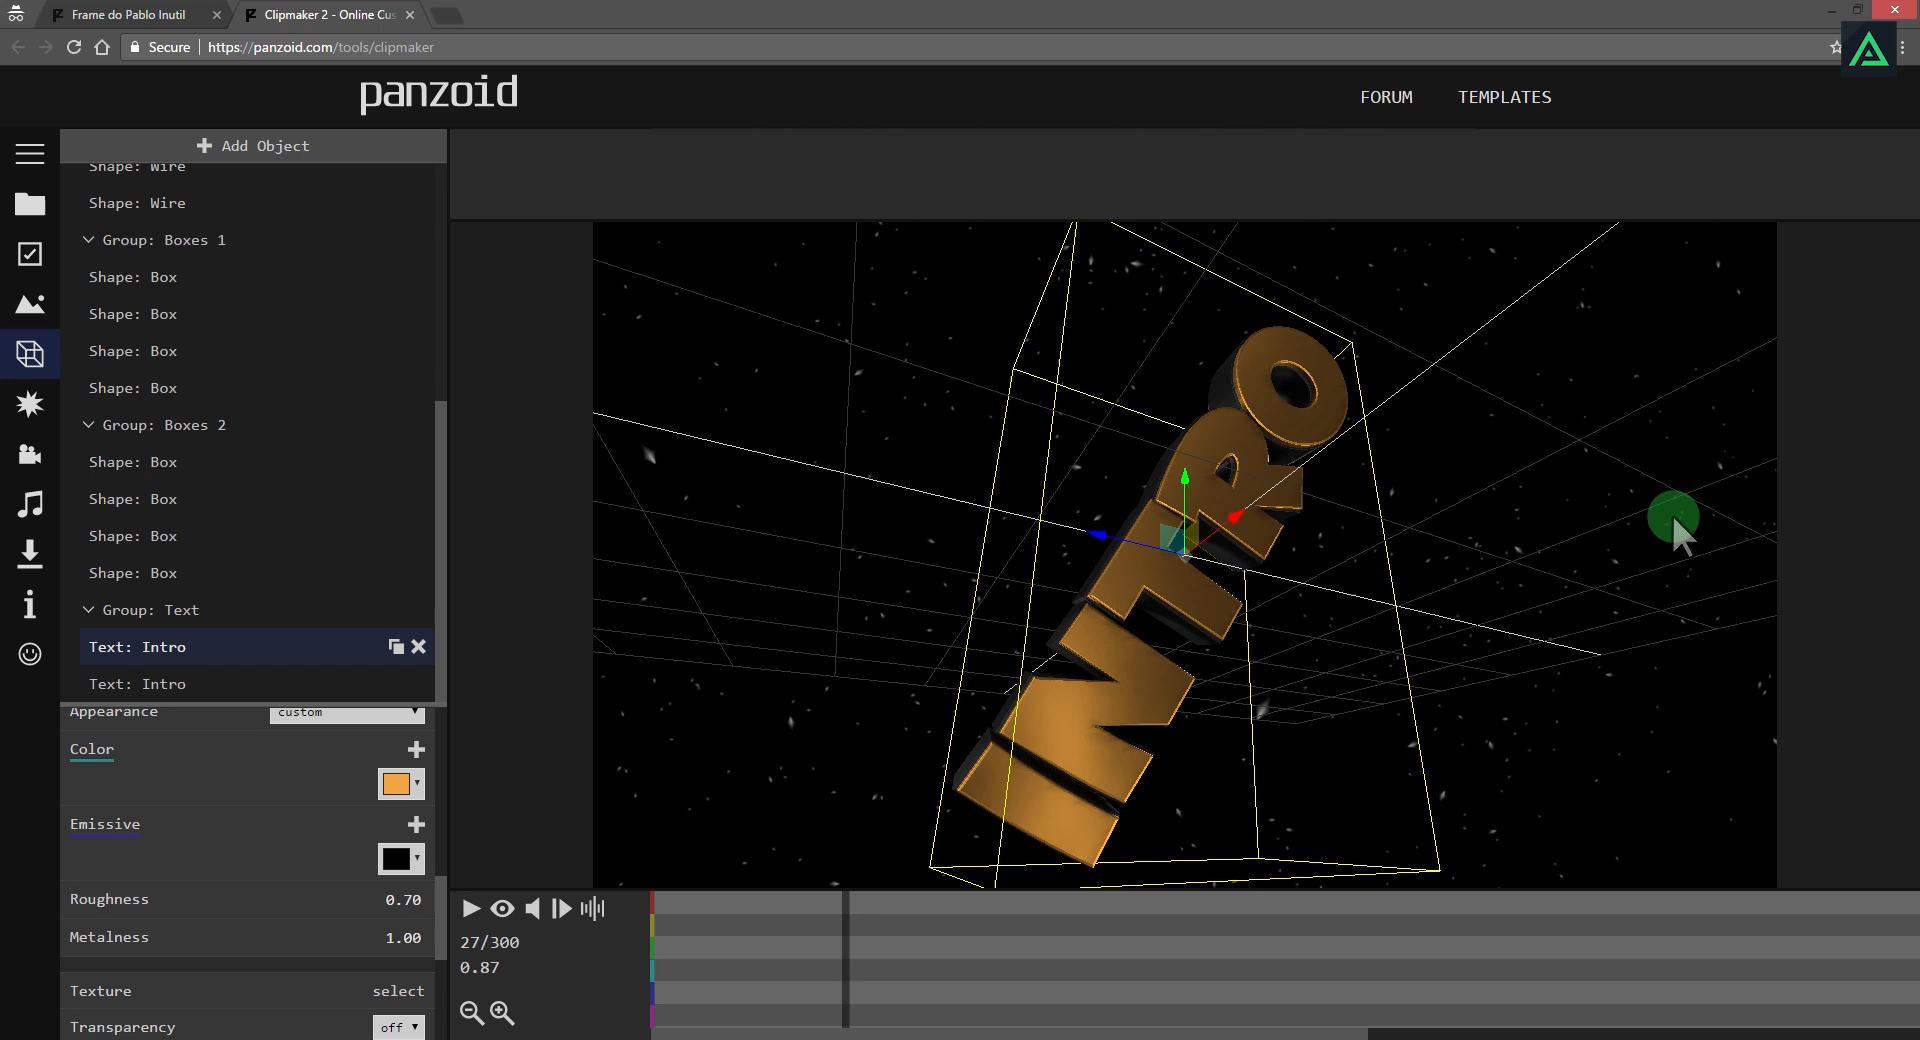 Frame do Pablo Inutil
Clipmaker 2 - Online Cus
Secure
https://panzoid.com/tools/clipmaker
panzoid
FORUM
TEMPLATES
Add Object
Shape: Wire
Shape: Wire
Group: Boxes 1
Shape: Box
Shape: Box
Shape: Box
Shape: Box
Group: Boxes 2
Shape: Box
Shape: Box
Shape: Box
Shape: Box
Group: Text
Text: Intro
Text: Intro
Appearance
custom
Color
Emissive
Roughness
0.70
Metalness
1.00
Texture
select
Transparency
off
INTRO
27/300
0.87